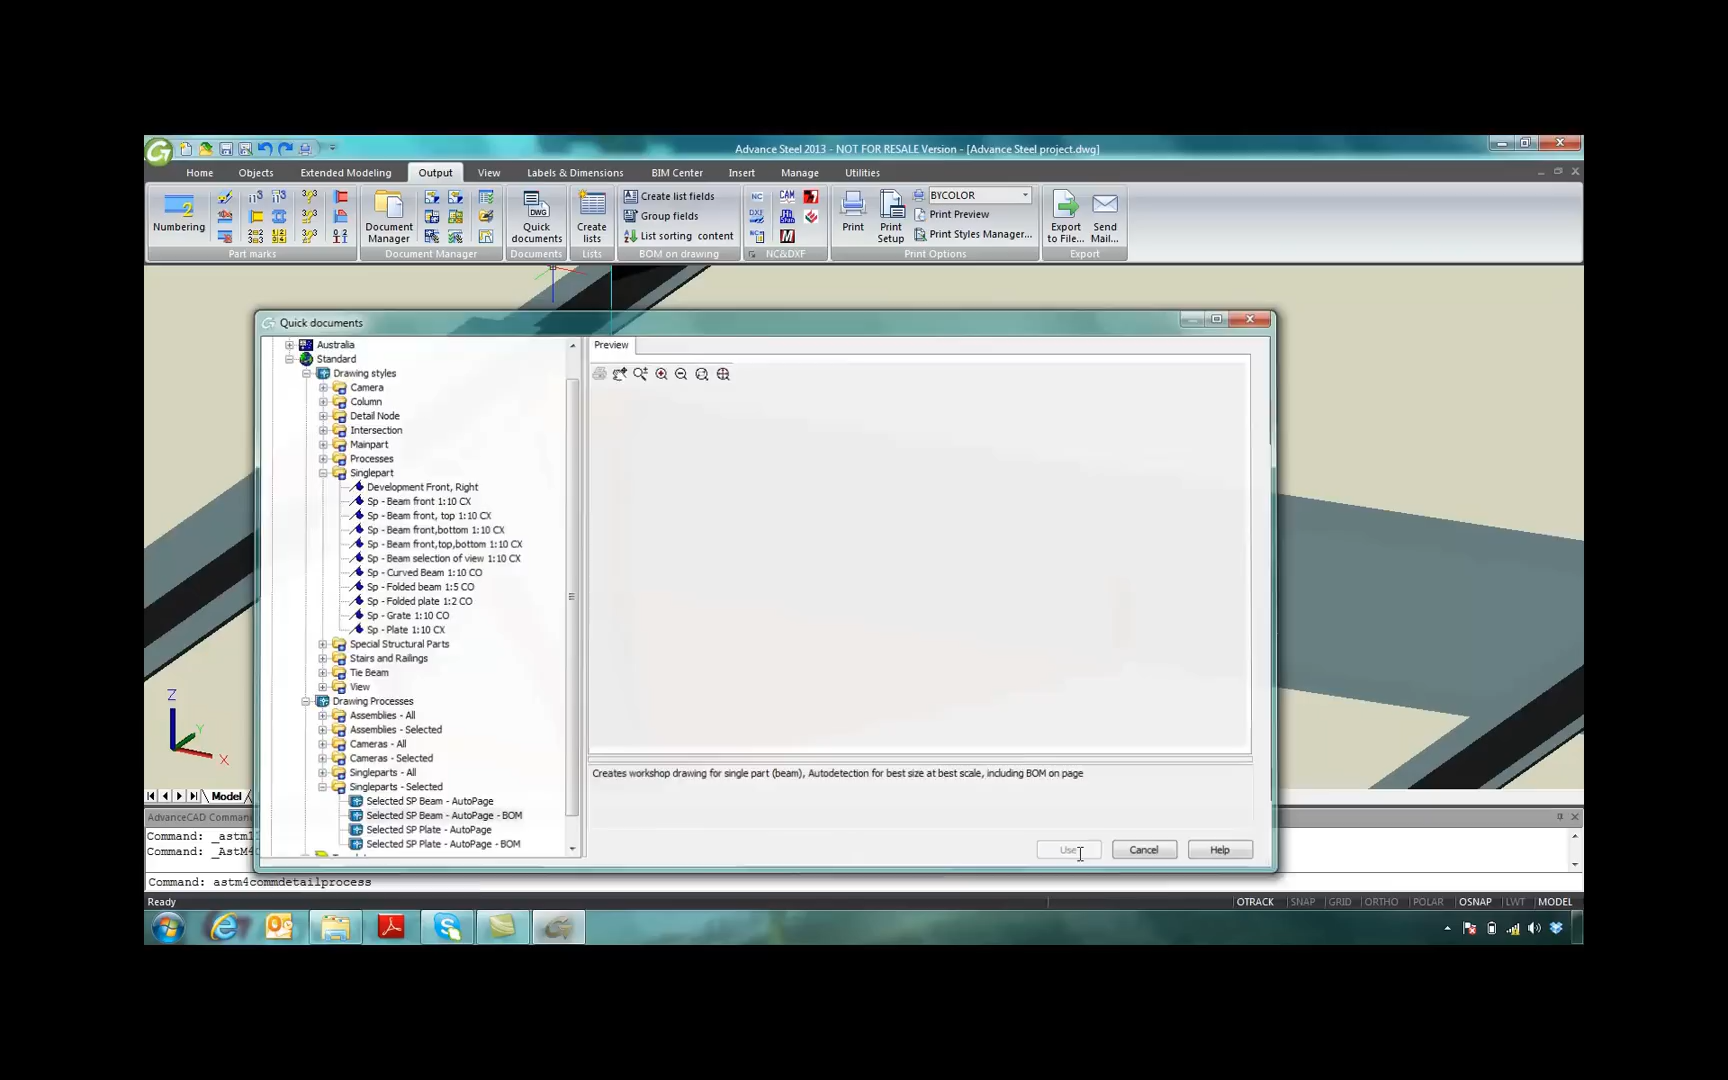 Advance Steel 2013 - NOT FOR RESALE Version - [Advance Steel project.dwg]
Home Objects Extended Modeling Output View Labels & Dimensions BIM Center Insert Manage Utilities
Numbering
Part marks
Document Manager
Document Manager
Quick documents
Documents
Create lists
Lists
Create list fields
Group fields
List sorting content
BOM on drawing
NC CAM
DXF
NC&DXF
Print
Print Setup
BYCOLOR
Print Preview
Print Styles Manager...
Print Options
Export to File...
Send Mail...
Export
Quick documents
Australia
Standard
Drawing styles
Camera
Column
Detail Node
Intersection
Mainpart
Processes
Singlepart
Development Front, Right
Sp - Beam front 1:10 CX
Sp - Beam front, top 1:10 CX
Sp - Beam front,bottom 1:10 CX
Sp - Beam front,top,bottom 1:10 CX
Sp - Beam selection of view 1:10 CX
Sp - Curved Beam 1:10 CO
Sp - Folded beam 1:5 CO
Sp - Folded plate 1:2 CO
Sp - Grate 1:10 CO
Sp - Plate 1:10 CX
Special Structural Parts
Stairs and Railings
Tie Beam
View
Drawing Processes
Assemblies - All
Assemblies - Selected
Cameras - All
Cameras - Selected
Singleparts - All
Singleparts - Selected
Selected SP Beam - AutoPage
Selected SP Beam - AutoPage - BOM
Selected SP Plate - AutoPage
Selected SP Plate - AutoPage - BOM
Preview
Creates workshop drawing for single part (beam), Autodetection for best size at best scale, including BOM on page
Use Cancel Help
Z
Y
X
Model
AdvanceCAD Comman
Command: _astm1
Command: _AstM4
Command: astm4commdetailprocess
Ready
OTRACK SNAP GRID ORTHO POLAR OSNAP LWT MODEL